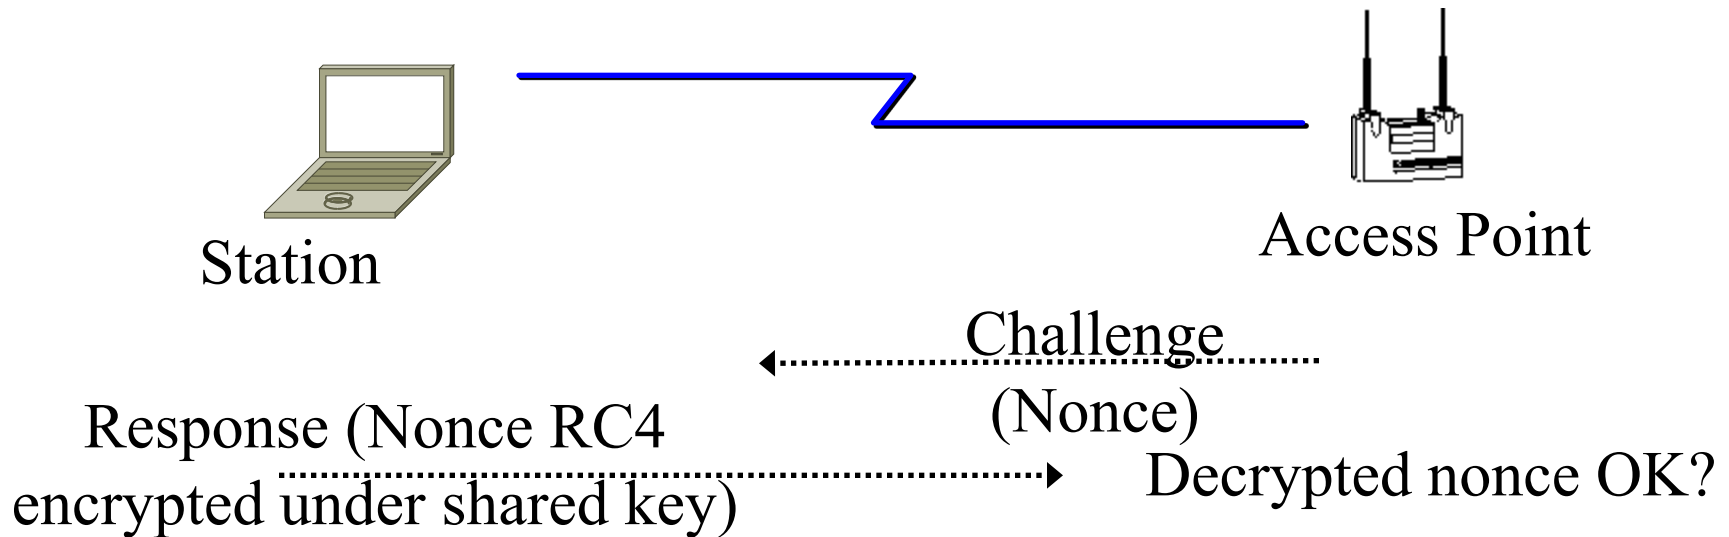 Station
Access Point
Challenge
(Nonce)
Response (Nonce RC4
encrypted under shared key)
Decrypted nonce OK?